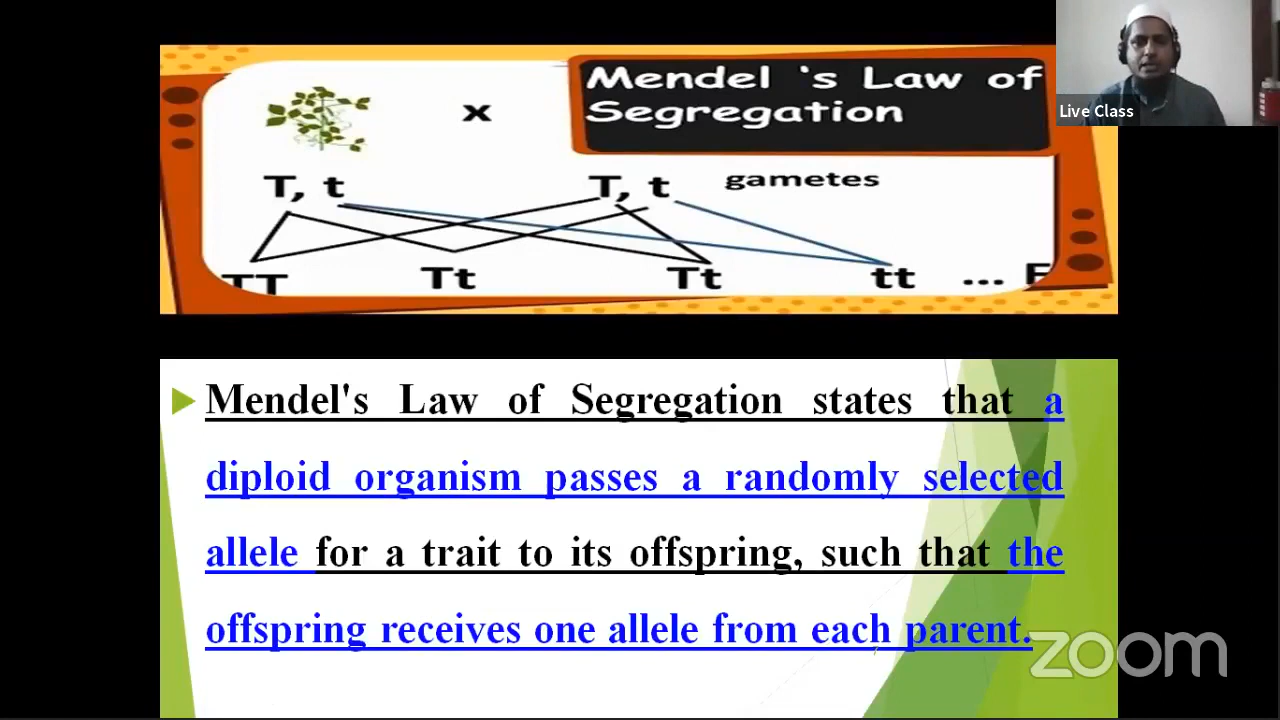 Mendel 's Law of
Segregation
Live Class
x
T, t
T, t
gametes
TT
Tt
Tt
tt
... F
Mendel's Law of Segregation states that a
diploid organism passes a randomly selected
allele for a trait to its offspring, such that the
offspring receives one allele from each parent.
zoom